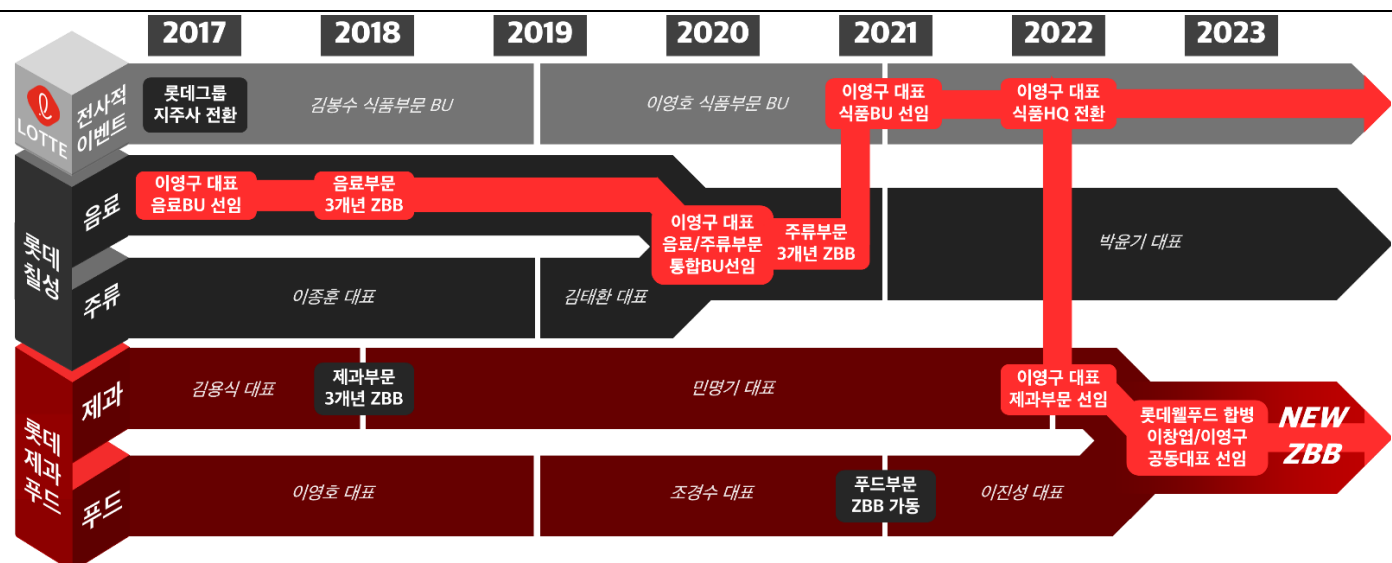 2017
2018
2019
2020
2021
2022
2023
LOTTE
전사적
이벤트
롯데그룹
지주사 전환
김봉수 식품부문 BU
이영호 식품부문 BU
이영구 대표
식품BU 선임
이영구 대표
식품HQ 전환
롯데
칠성
음료
이영구 대표
음료BU 선임
음료부문
3개년 ZBB
이영구 대표
음료/주류부문
통합BU선임
주류부문
3개년 ZBB
박윤기 대표
주류
이종훈 대표
김태환 대표
롯데
제과
푸드
제과
김용식 대표
제과부문
3개년 ZBB
민명기 대표
이영구 대표
제과부문 선임
롯데웰푸드 합병
이창엽/이영구
공동대표 선임
NEW
ZBB
푸드
이영호 대표
조경수 대표
푸드부문
ZBB 가동
이진성 대표